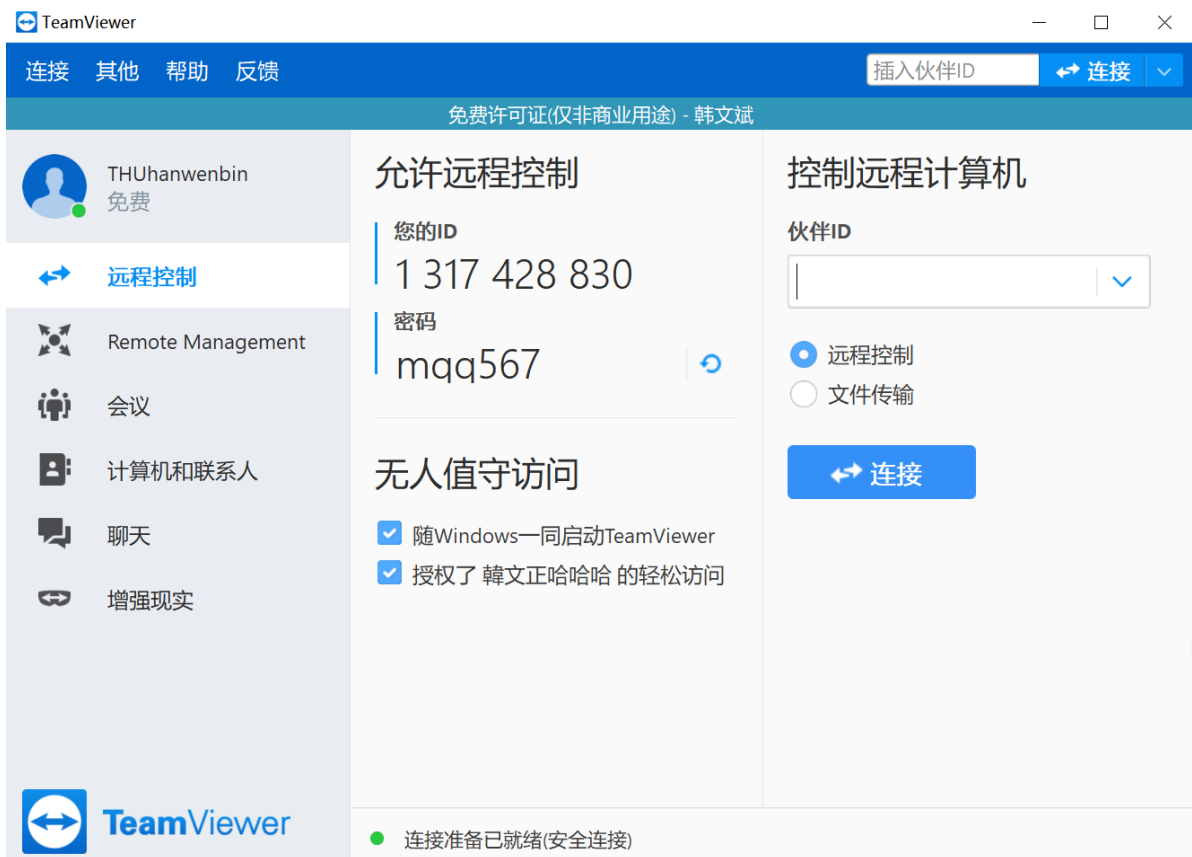 TeamViewer
连接 其他 帮助 反馈
插入伙伴ID 连接
免费许可证(仅非商业用途) - 韩文斌
THUhanwenbin
免费
远程控制
Remote Management
会议
计算机和联系人
聊天
增强现实
TeamViewer
允许远程控制
您的ID
1 317 428 830
密码
mqq567
无人值守访问
随Windows一同启动TeamViewer
授权了 韓文正哈哈哈 的轻松访问
控制远程计算机
伙伴ID
远程控制
文件传输
连接
连接准备已就绪(安全连接)